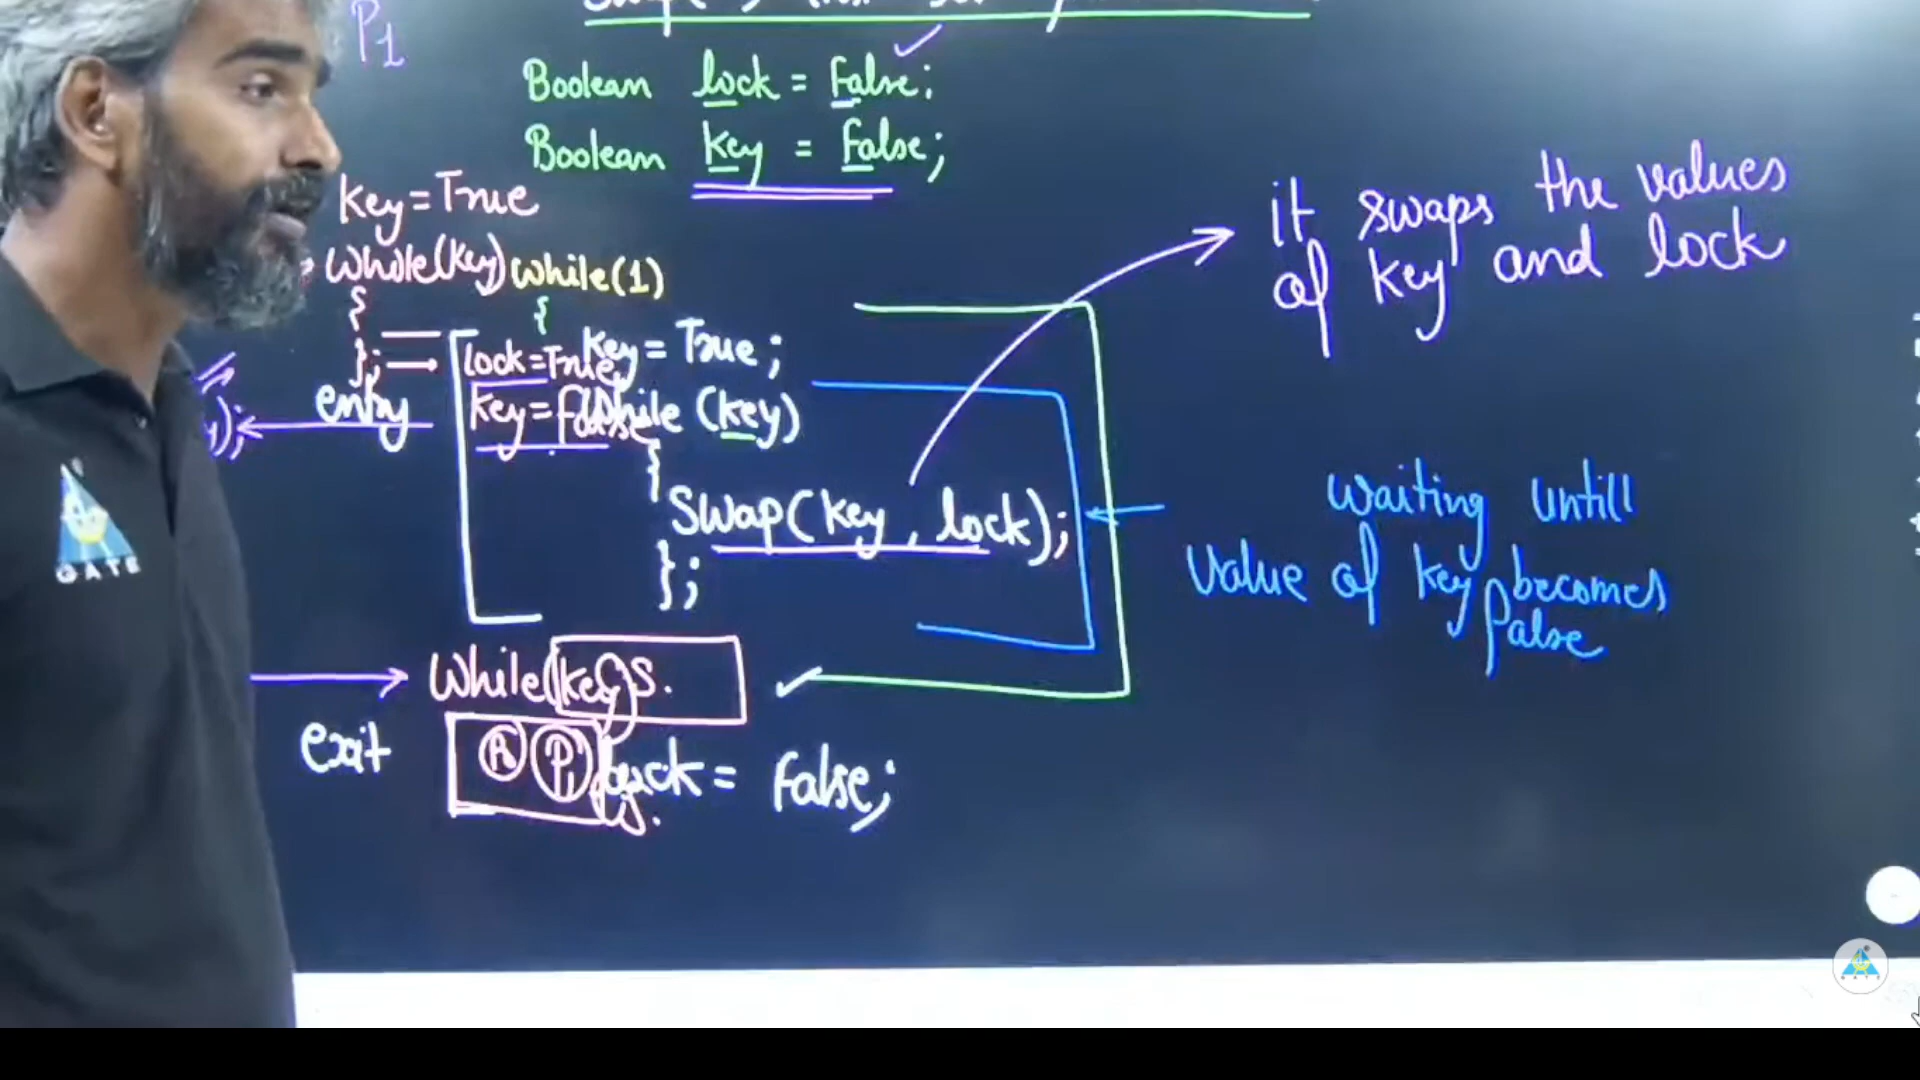 P1
Boolean lock = False;
Boolean key = False;
key=True
whole(key) while(1)
{
{
lock=True key = True;
};
entry
key=False while (key)
);
{
Swap(key, lock);
};
while(key)s.
exit
P1
lock = False;
it swaps the values
of key and lock
waiting untill
value of key becomes
false
GATE